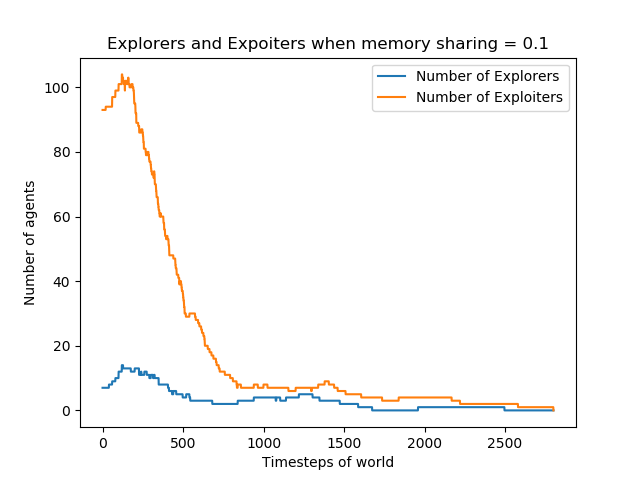 Explorers and Expoiters when memory sharing = 0.1
Number of Explorers
Number of Exploiters
Number of agents
100
80
60
40
20
0
0 500 1000 1500 2000 2500
Timesteps of world